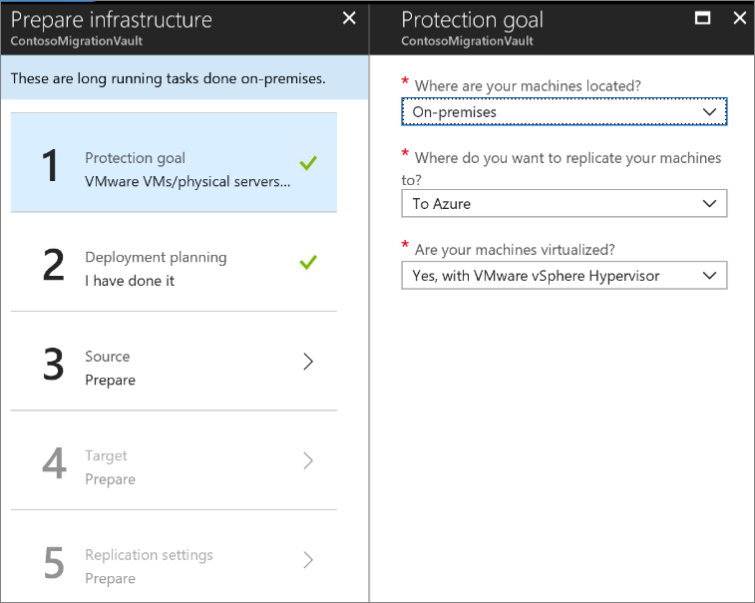 Prepare infrastructure
ContosoMigrationVault
These are long running tasks done on-premises.
1
Protection goal
VMware VMs/physical servers...
2
Deployment planning
I have done it
3
Source
Prepare
4
Target
Prepare
5
Replication settings
Prepare
Protection goal
ContosoMigrationVault
* Where are your machines located?
On-premises
* Where do you want to replicate your machines
to?
To Azure
* Are your machines virtualized?
Yes, with VMware vSphere Hypervisor